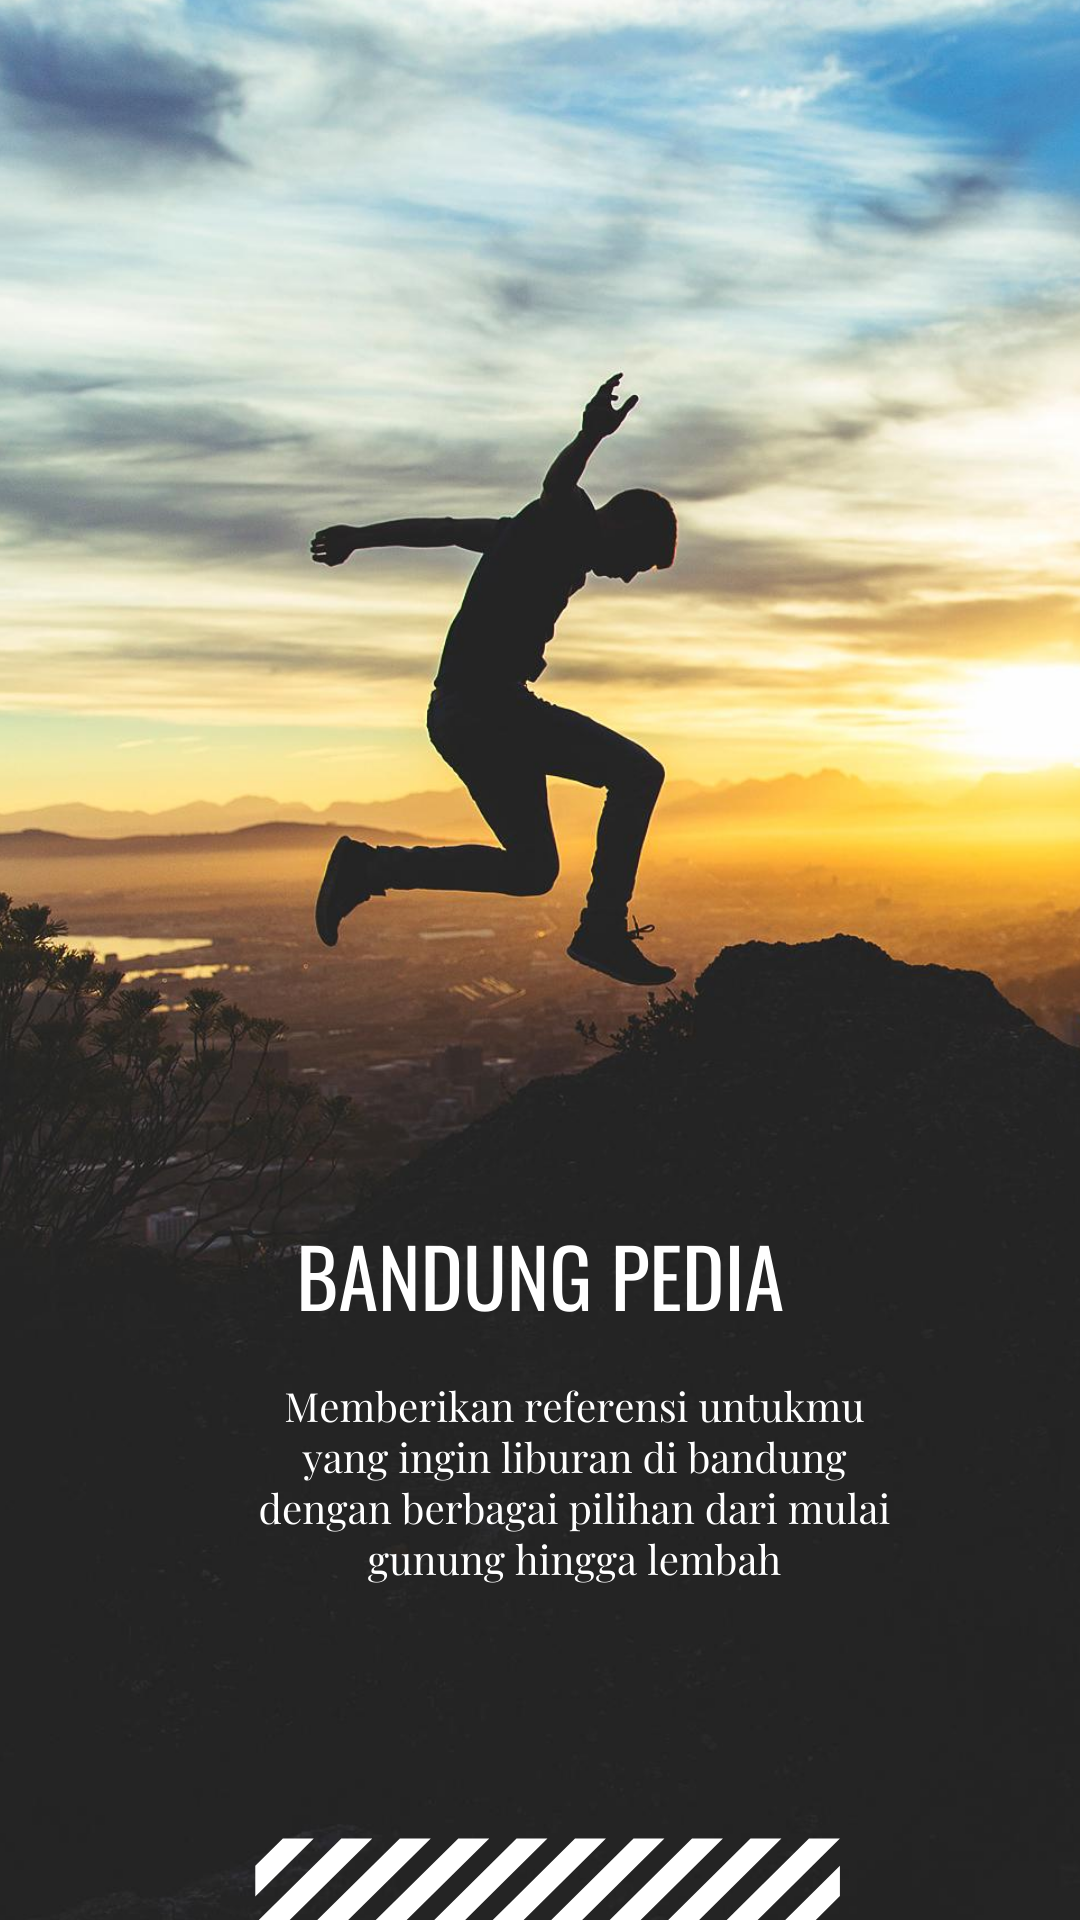 BANDUNG PEDIA
Memberikan referensi untukmu
yang ingin liburan di bandung
dengan berbagai pilihan dari mulai
gunung hingga lembah